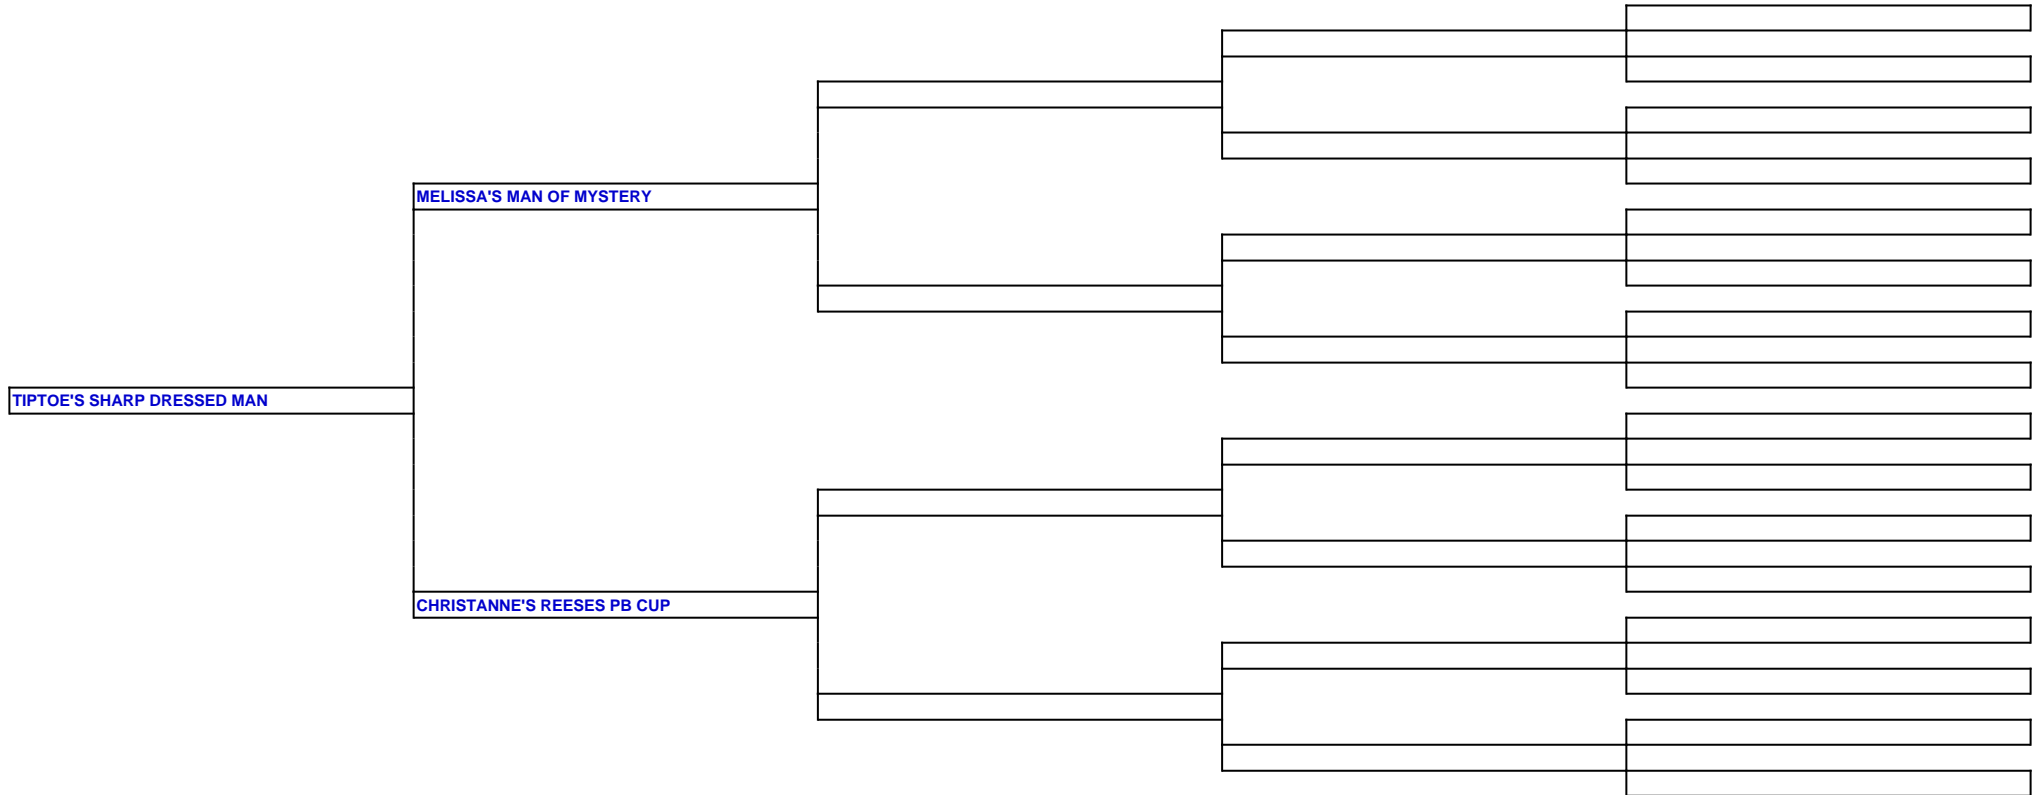 MELISSA'S MAN OF MYSTERY
TIPTOE'S SHARP DRESSED MAN
CHRISTANNE'S REESES PB CUP